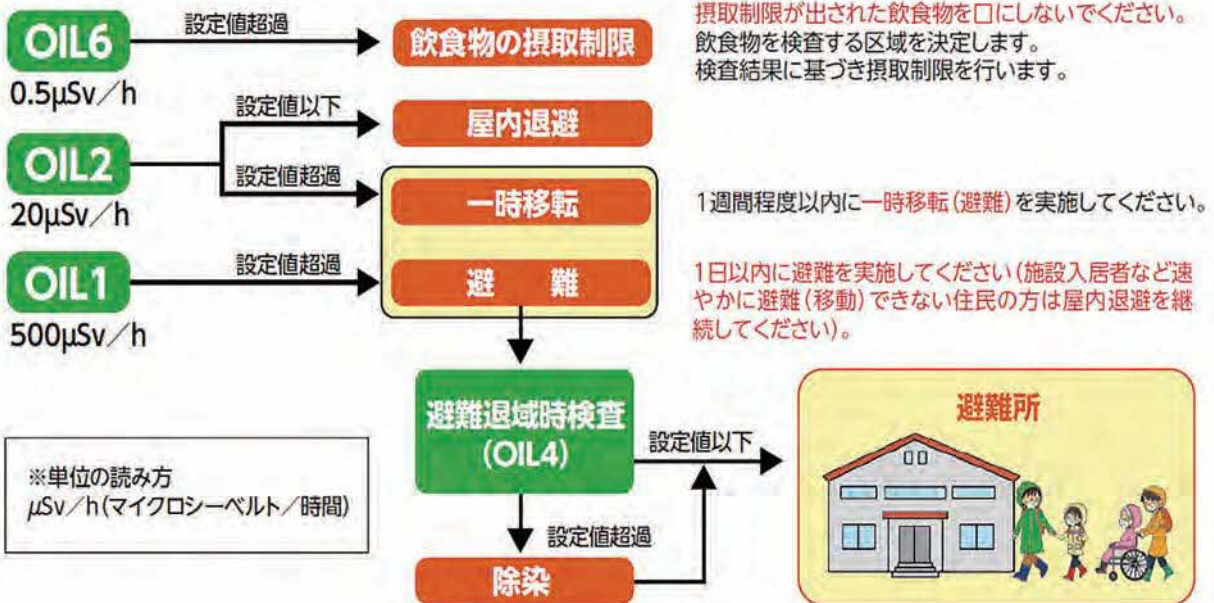 OIL6
0.5μSv／h
設定値超過
飲食物の摂取制限
摂取制限が出された飲食物を口にしないでください。
飲食物を検査する区域を決定します。
検査結果に基づき摂取制限を行います。
OIL2
20μSv／h
設定値以下
屋内退避
設定値超過
一時移転
1週間程度以内に一時移転(避難)を実施してください。
OIL1
500μSv／h
設定値超過
避　難
1日以内に避難を実施してください(施設入居者など速
やかに避難(移動)できない住民の方は屋内退避を継
続してください)。
避難退域時検査
(OIL4)
設定値以下
設定値超過
除染
避難所
※単位の読み方
μSv／h(マイクロシーベルト／時間)